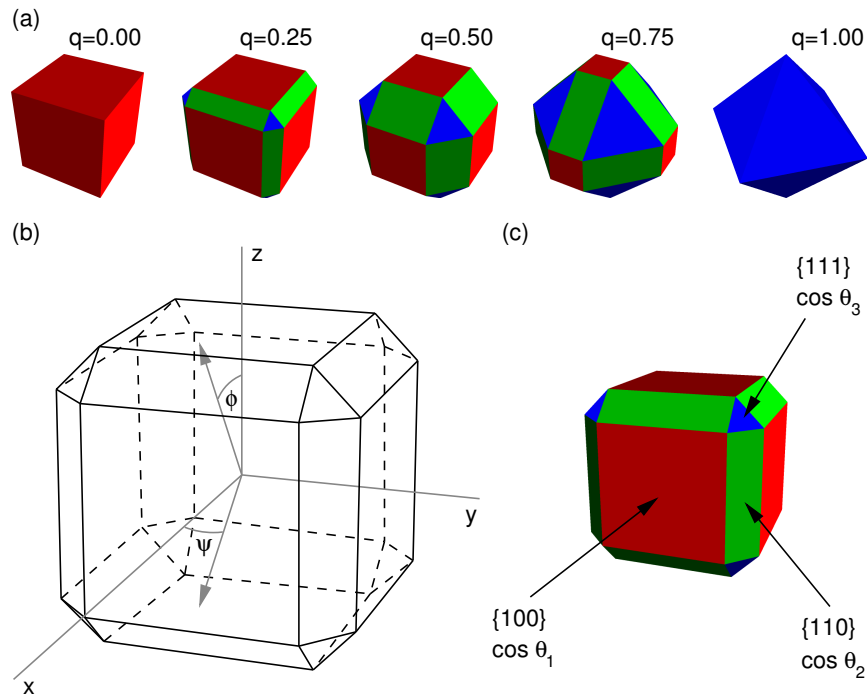 (a)
q=0.00 q=0.25 q=0.50 q=0.75 q=1.00
(b)
z
ϕ
y
ψ
x
(c)
{111}
cos θ3
{100}
cos θ1
{110}
cos θ2